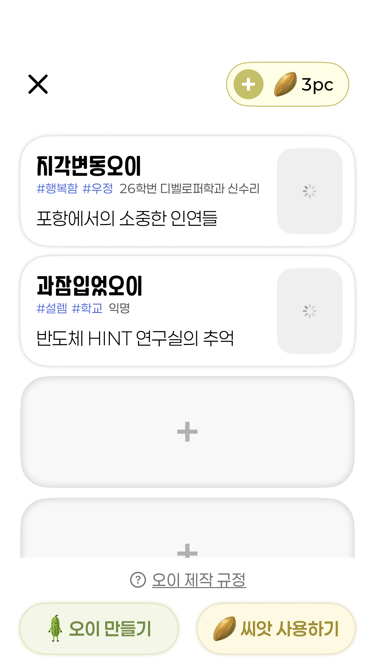 3pc
지각변동오이
#행복함 #우정 26학번 디벨로퍼학과 신수리
포항에서의 소중한 인연들
과잠입었오이
#설렘 #학교 익명
반도체 HINT 연구실의 추억
오이 제작 규정
오이 만들기
씨앗 사용하기